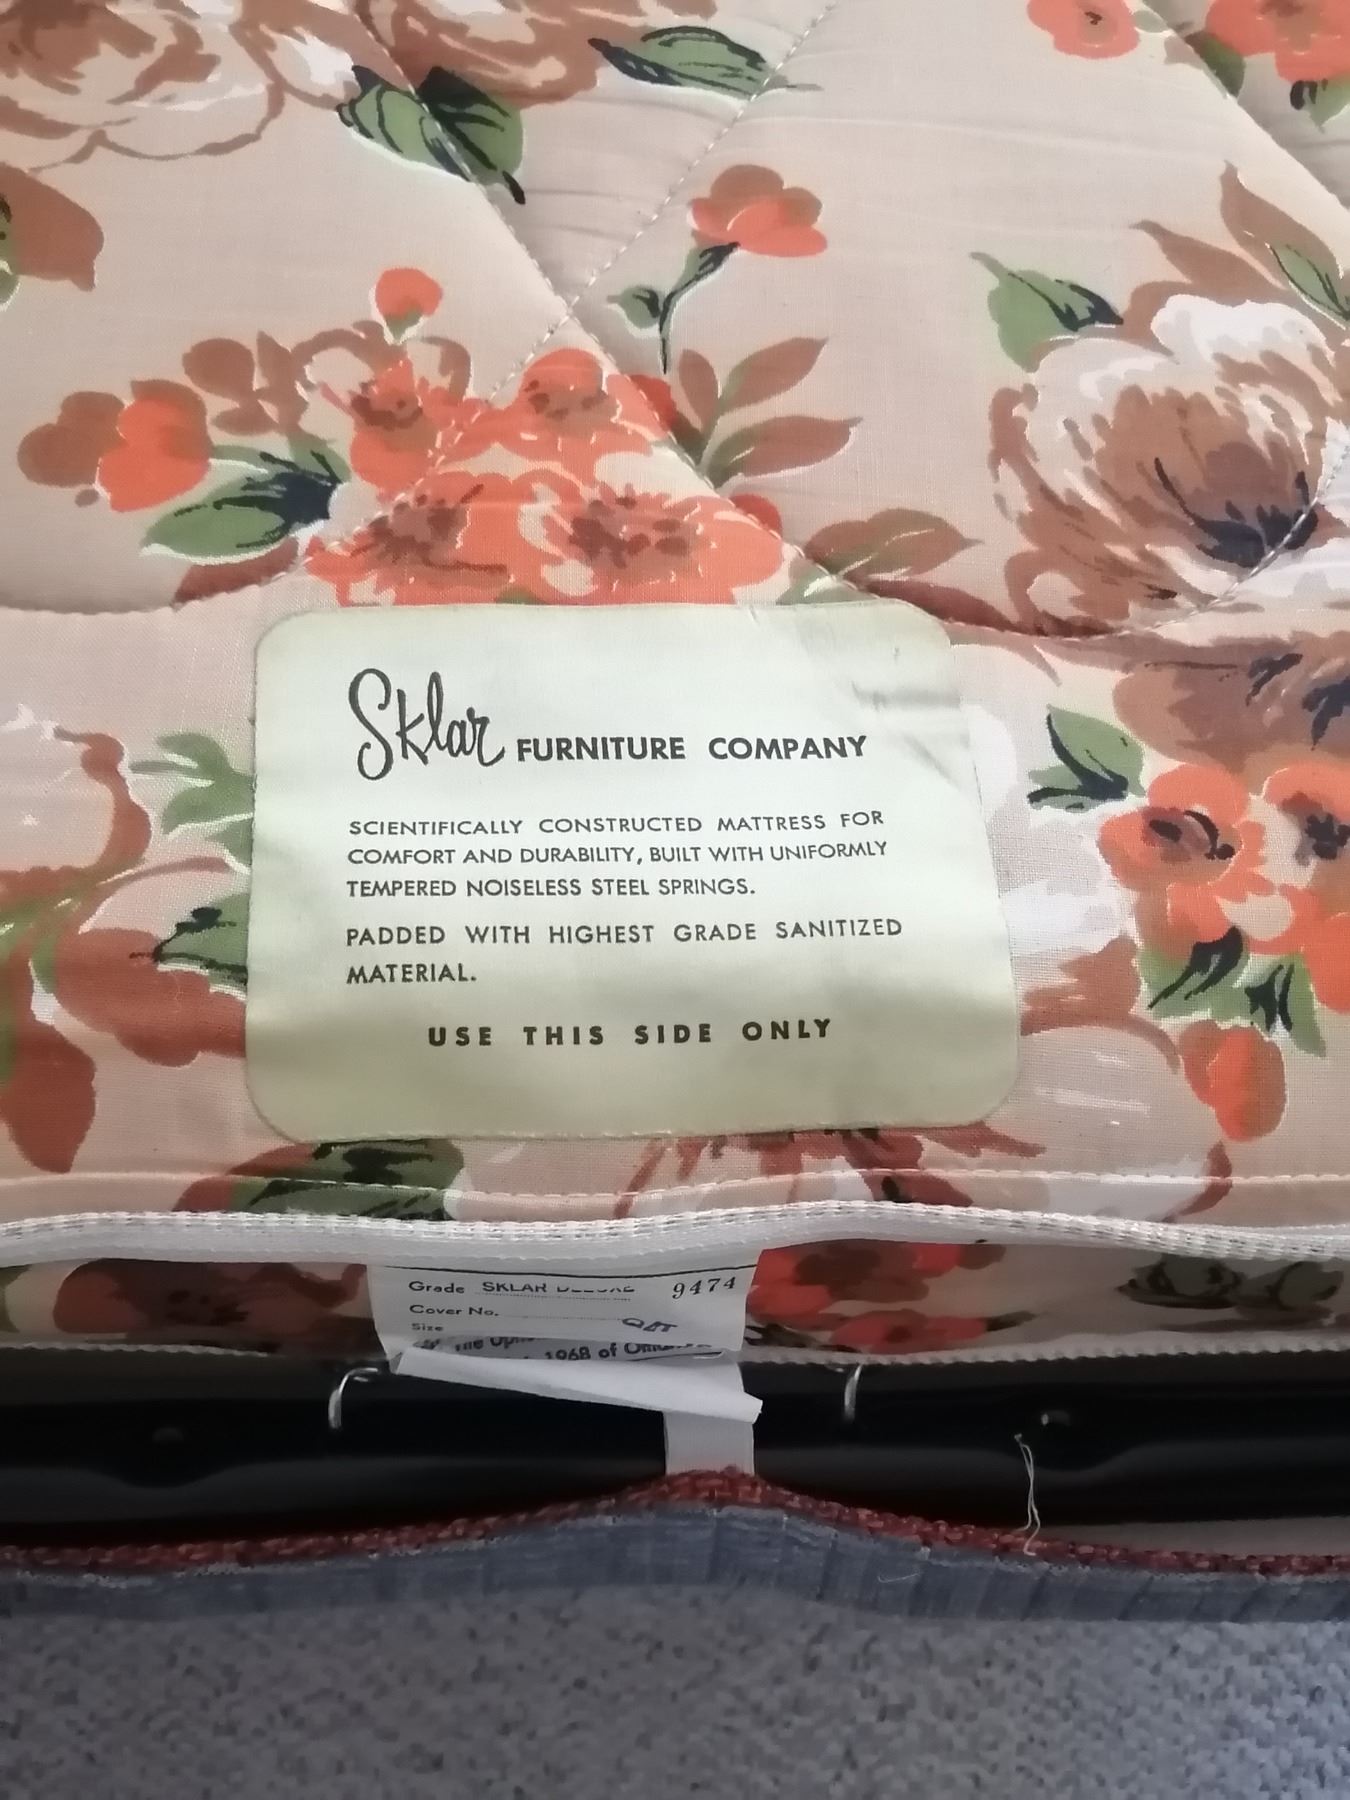 Sklar FURNITURE COMPANY
SCIENTIFICALLY CONSTRUCTED MATTRESS FOR
COMFORT AND DURABILITY, BUILT WITH UNIFORMLY
TEMPERED NOISELESS STEEL SPRINGS.
PADDED WITH HIGHEST GRADE SANITIZED
MATERIAL.
USE THIS SIDE ONLY
Grade SKLAR 9474
Cover No.
Size
1968 of